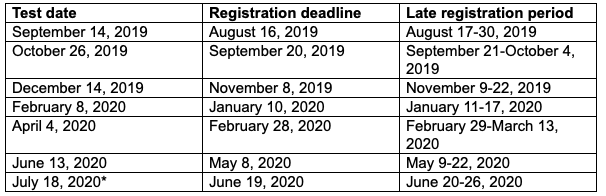 Test date Registration deadline Late registration period
September 14, 2019 August 16, 2019 August 17-30, 2019
October 26, 2019 September 20, 2019 September 21-October 4,
2019
December 14, 2019 November 8, 2019 November 9-22, 2019
February 8, 2020 January 10, 2020 January 11-17, 2020
April 4, 2020 February 28, 2020 February 29-March 13,
2020
June 13, 2020 May 8, 2020 May 9-22, 2020
July 18, 2020* June 19, 2020 June 20-26, 2020